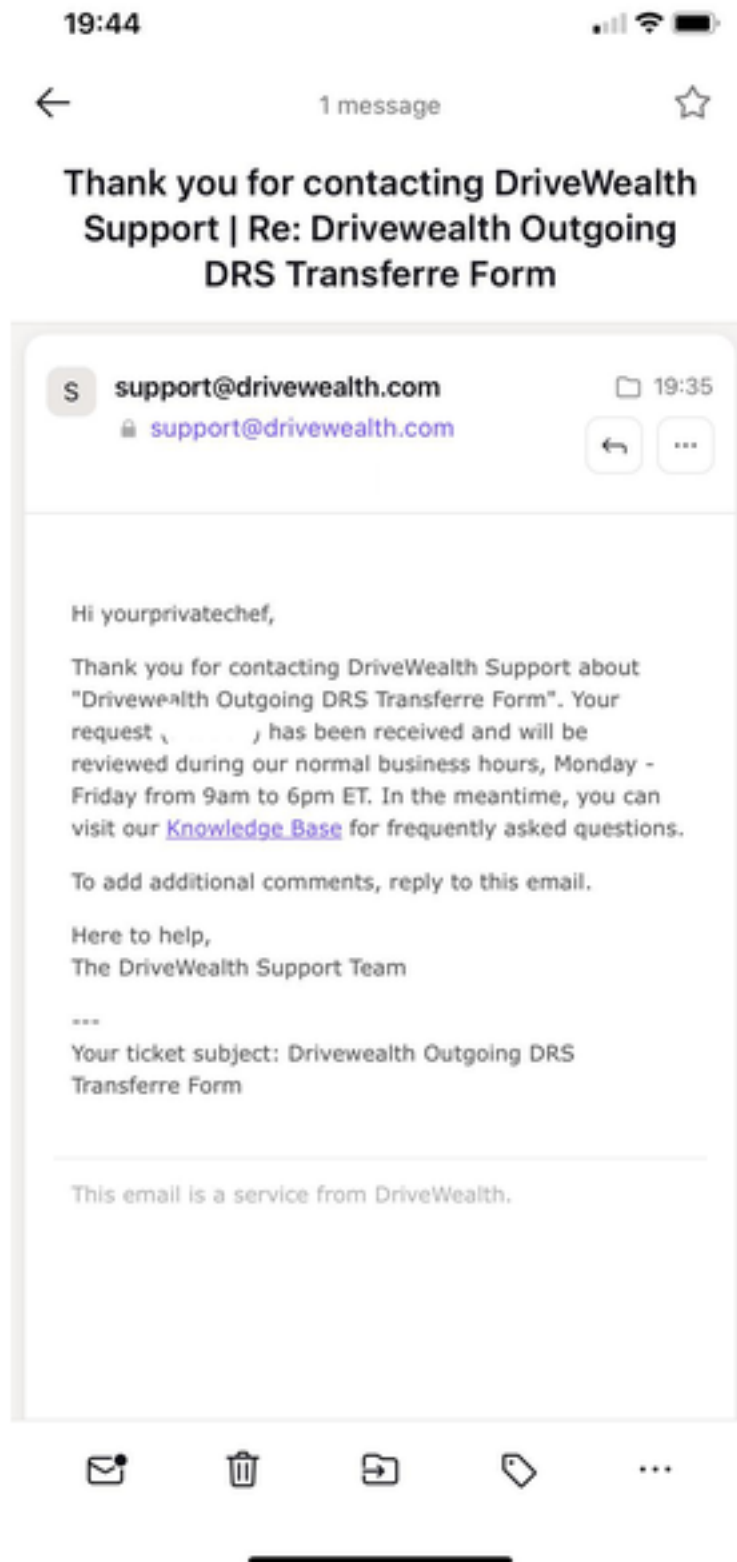 19:44
1 message
Thank you for contacting DriveWealth
Support | Re: Drivewealth Outgoing
DRS Transferre Form
S
support@drivewealth.com
19:35
support@drivewealth.com
Hi yourprivatechef,
Thank you for contacting DriveWealth Support about
"Drivewealth Outgoing DRS Transferre Form". Your
request has been received and will be
reviewed during our normal business hours, Monday -
Friday from 9am to 6pm ET. In the meantime, you can
visit our Knowledge Base for frequently asked questions.
To add additional comments, reply to this email.
Here to help,
The DriveWealth Support Team
---
Your ticket subject: Drivewealth Outgoing DRS
Transferre Form
This email is a service from DriveWealth.